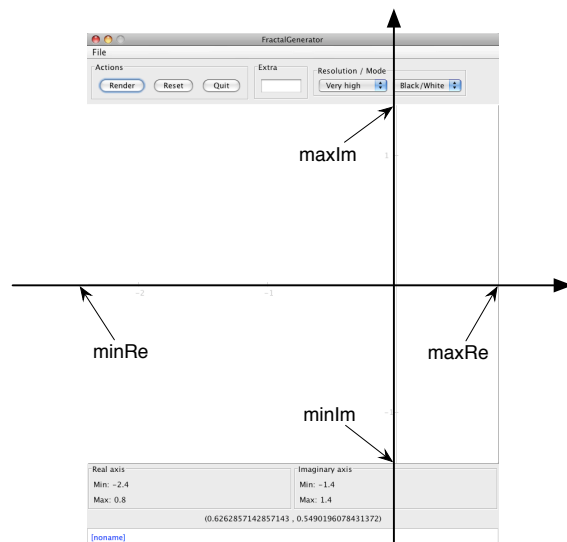 FractalGenerator
File
Actions
Extra
Resolution / Mode
Render
Reset
Quit
Very high
Black/White
maxIm
1
-2
-1
minRe
maxRe
minIm
-1
Real axis
Imaginary axis
Min: -2.4
Min: -1.4
Max: 0.8
Max: 1.4
(0.6262857142857143 , 0.5490196078431372)
[noname]